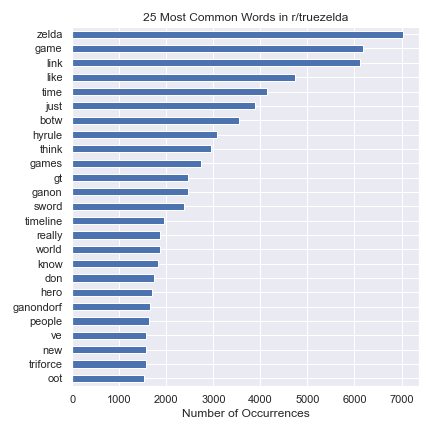 25 Most Common Words in r/truezelda
zelda
game
link
like
time
just
botw
hyrule
think
games
gt
ganon
sword
timeline
really
world
know
don
hero
ganondorf
people
ve
new
triforce
oot
0 1000 2000 3000 4000 5000 6000 7000
Number of Occurrences